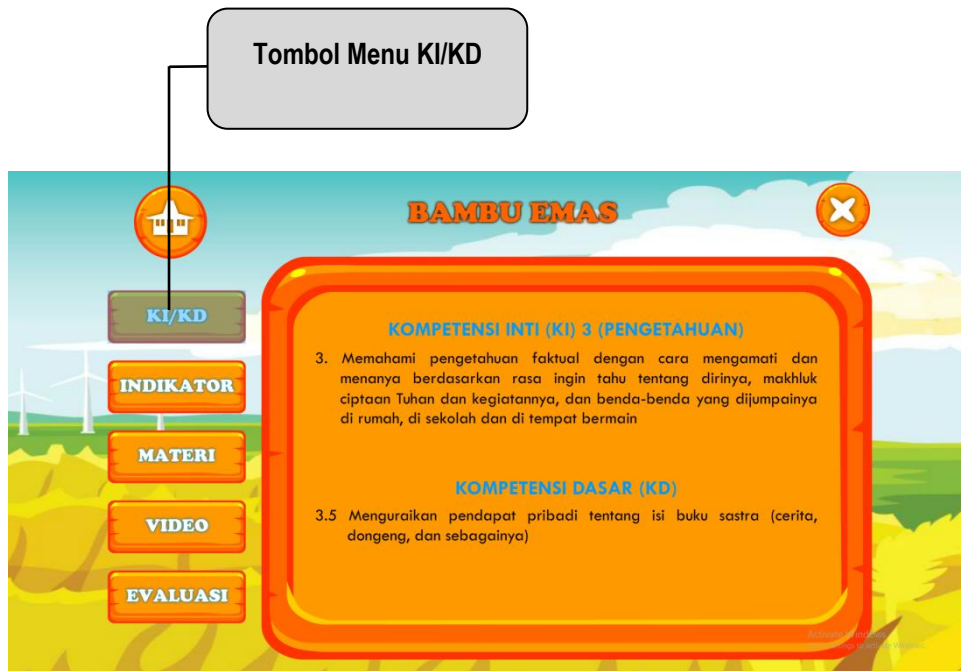 Tombol Menu KI/KD
BAMBU EMAS
KI/KD
INDIKATOR
MATERI
VIDEO
EVALUASI
KOMPETENSI INTI (KI) 3 (PENGETAHUAN)
3. Memahami pengetahuan faktual dengan cara mengamati dan
menanya berdasarkan rasa ingin tahu tentang dirinya, makhluk
ciptaan Tuhan dan kegiatannya, dan benda-benda yang dijumpainya
di rumah, di sekolah dan di tempat bermain
KOMPETENSI DASAR (KD)
3.5 Menguraikan pendapat pribadi tentang isi buku sastra (cerita,
dongeng, dan sebagainya)
Activate Windows